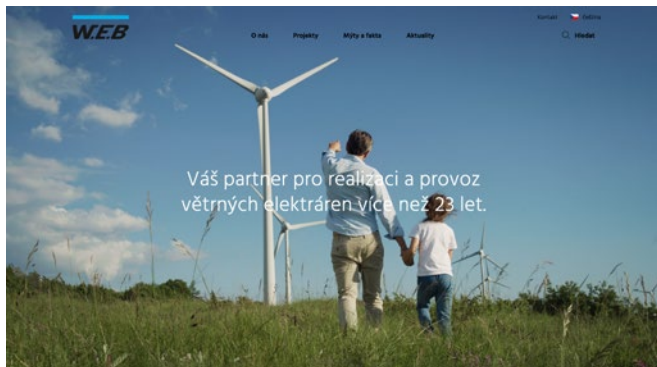 Kontakt Čeština
W.E.B
O nás Projekty Mýty a fakta Aktuality Hledat
Váš partner pro realizaci a provoz
větrných elektráren více než 23 let.